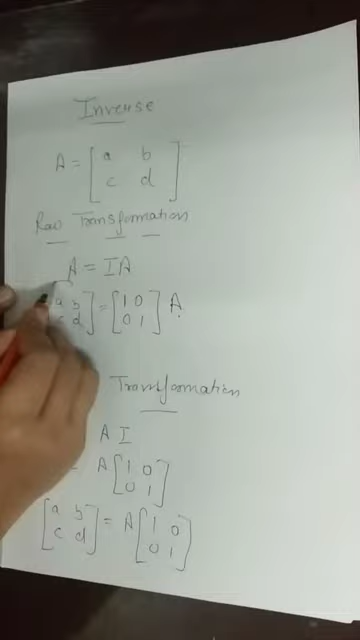 Inverse
A = [a b
c d]
Row Transformation
A = IA
[a b
c d] = [1 0
0 1] A.
Transformation
A I
= A [1 0
0 1]
[a b
c d] = A [1 0
0 1]